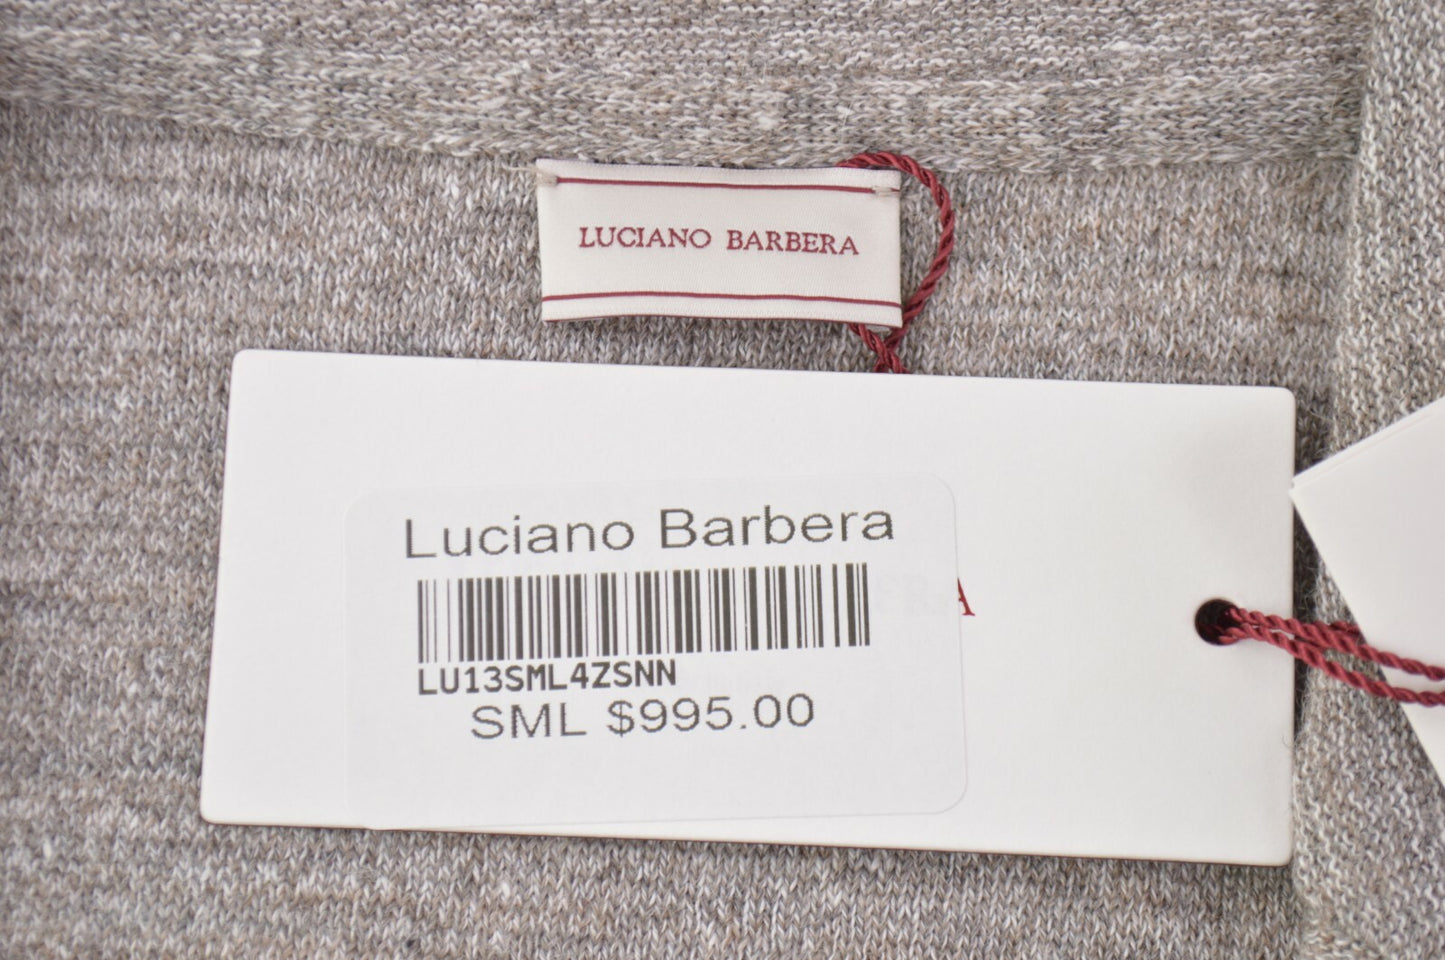 LUCIANO BARBERA
Luciano Barbera
LU13SML4ZSNN
SML $995.00